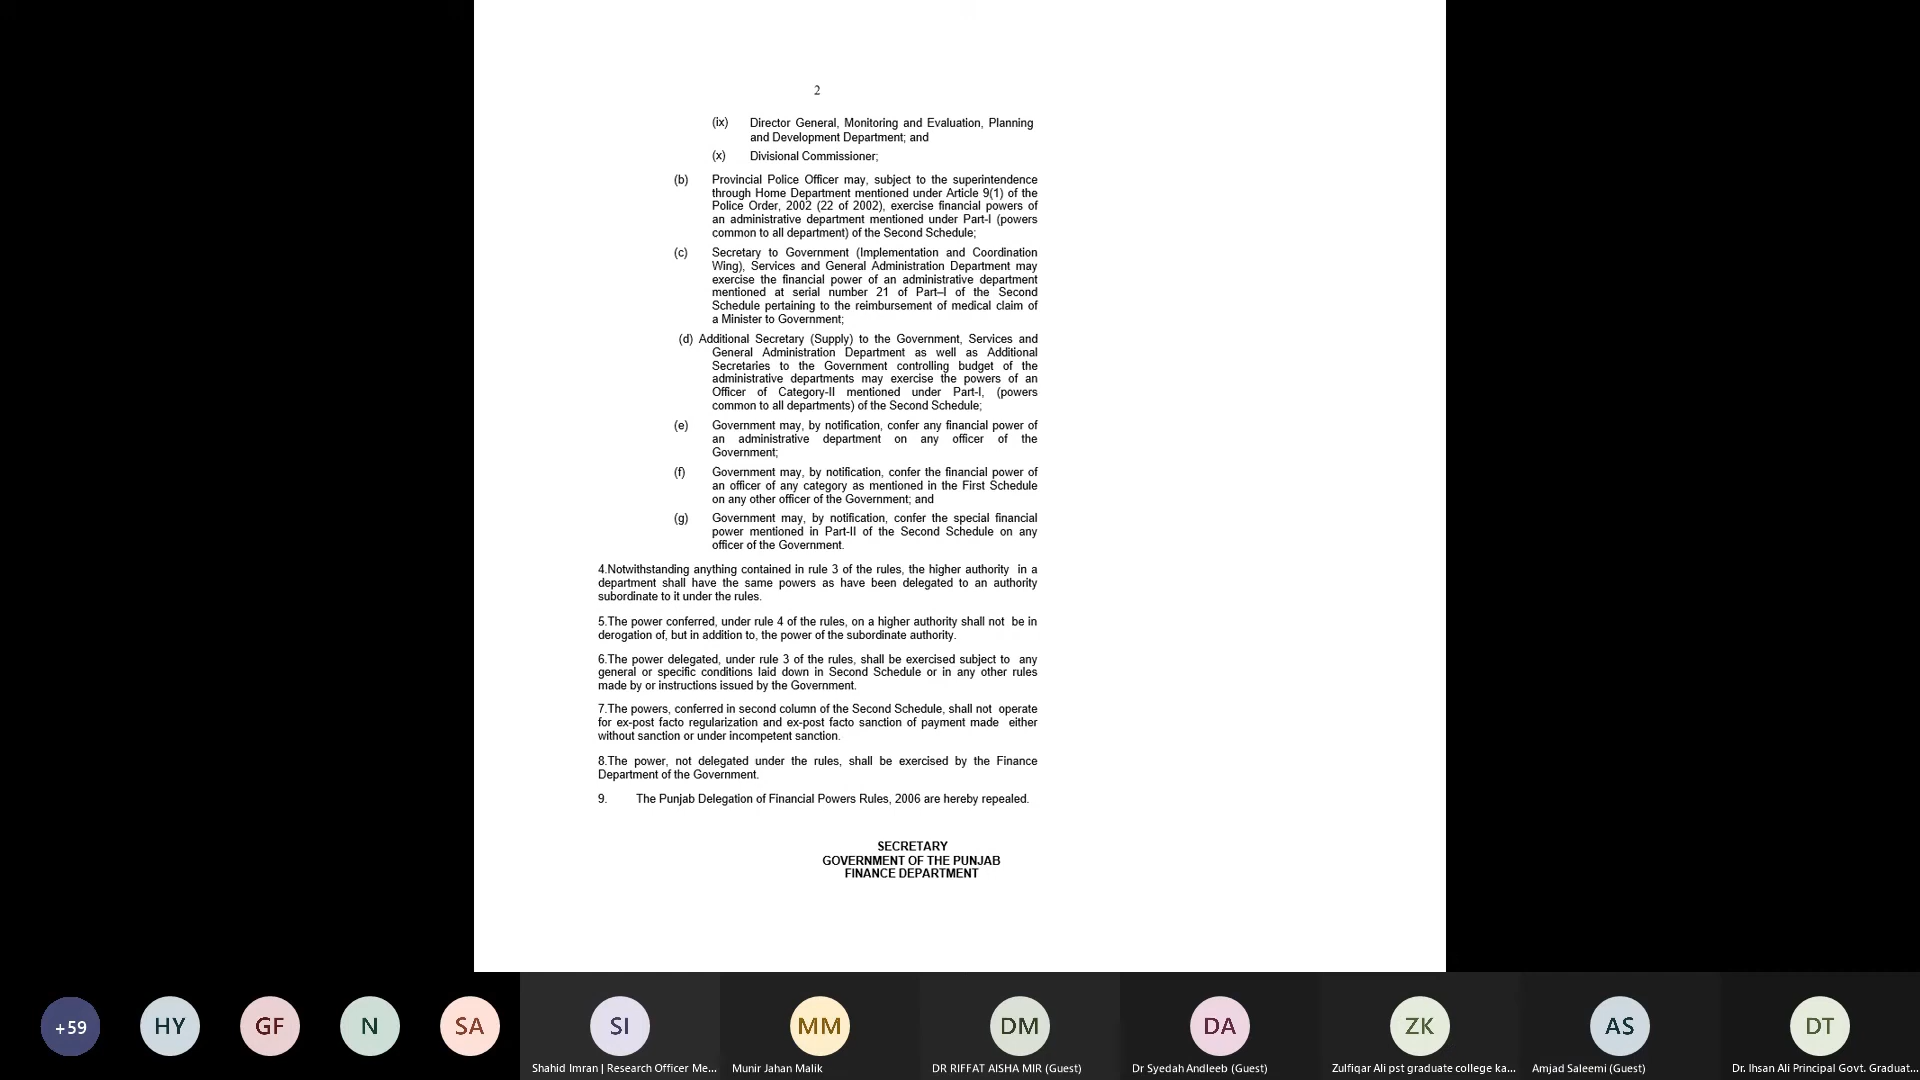 2
(ix) Director General, Monitoring and Evaluation, Planning
and Development Department; and
(x) Divisional Commissioner;
(b) Provincial Police Officer may, subject to the superintendence
through Home Department mentioned under Article 9(1) of the
Police Order, 2002 (22 of 2002), exercise financial powers of
an administrative department mentioned under Part-I (powers
common to all department) of the Second Schedule;
(c) Secretary to Government (Implementation and Coordination
Wing), Services and General Administration Department may
exercise the financial power of an administrative department
mentioned at serial number 21 of Part–I of the Second
Schedule pertaining to the reimbursement of medical claim of
a Minister to Government;
(d) Additional Secretary (Supply) to the Government, Services and
General Administration Department as well as Additional
Secretaries to the Government controlling budget of the
administrative departments may exercise the powers of an
Officer of Category-II mentioned under Part-I, (powers
common to all departments) of the Second Schedule;
(e) Government may, by notification, confer any financial power of
an administrative department on any officer of the
Government;
(f) Government may, by notification, confer the financial power of
an officer of any category as mentioned in the First Schedule
on any other officer of the Government; and
(g) Government may, by notification, confer the special financial
power mentioned in Part-II of the Second Schedule on any
officer of the Government.
4.Notwithstanding anything contained in rule 3 of the rules, the higher authority in a
department shall have the same powers as have been delegated to an authority
subordinate to it under the rules.
5.The power conferred, under rule 4 of the rules, on a higher authority shall not be in
derogation of, but in addition to, the power of the subordinate authority.
6.The power delegated, under rule 3 of the rules, shall be exercised subject to any
general or specific conditions laid down in Second Schedule or in any other rules
made by or instructions issued by the Government.
7.The powers, conferred in second column of the Second Schedule, shall not operate
for ex-post facto regularization and ex-post facto sanction of payment made either
without sanction or under incompetent sanction.
8.The power, not delegated under the rules, shall be exercised by the Finance
Department of the Government.
9. The Punjab Delegation of Financial Powers Rules, 2006 are hereby repealed.
SECRETARY
GOVERNMENT OF THE PUNJAB
FINANCE DEPARTMENT
+59 HY GF N SA SI MM DM DA ZK AS DT
Shahid Imran | Research Officer Me... Munir Jahan Malik DR RIFFAT AISHA MIR (Guest) Dr Syedah Andleeb (Guest) Zulfiqar Ali pst graduate college ka... Amjad Saleemi (Guest) Dr. Ihsan Ali Principal Govt. Graduat...